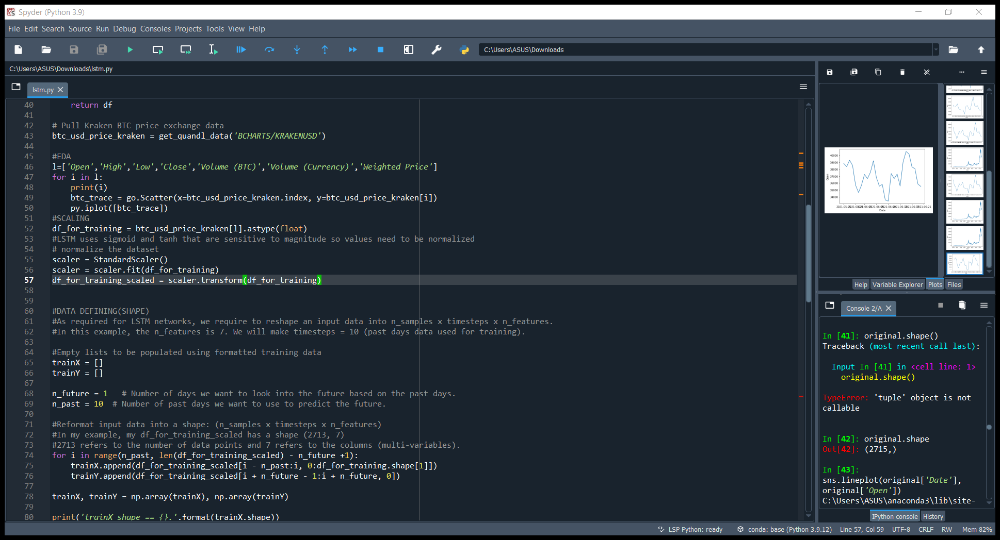 Spyder (Python 3.9)
File Edit Search Source Run Debug Consoles Projects Tools View Help
C:\Users\ASUS\Downloads
C:\Users\ASUS\Downloads\lstm.py
lstm.py
40     return df
41
42 # Pull Kraken BTC price exchange data
43 btc_usd_price_kraken = get_quandl_data('BCHARTS/KRAKENUSD')
44
45 #EDA
46 l=['Open','High','Low','Close','Volume (BTC)','Volume (Currency)','Weighted Price']
47 for i in l:
48     print(i)
49     btc_trace = go.Scatter(x=btc_usd_price_kraken.index, y=btc_usd_price_kraken[i])
50     py.iplot([btc_trace])
51 #SCALING
52 df_for_training = btc_usd_price_kraken[l].astype(float)
53 #LSTM uses sigmoid and tanh that are sensitive to magnitude so values need to be normalized
54 # normalize the dataset
55 scaler = StandardScaler()
56 scaler = scaler.fit(df_for_training)
57 df_for_training_scaled = scaler.transform(df_for_training)
58
59
60 #DATA DEFINING(SHAPE)
61 #As required for LSTM networks, we require to reshape an input data into n_samples x timesteps x n_features.
62 #In this example, the n_features is 7. We will make timesteps = 10 (past days data used for training).
63
64 #Empty lists to be populated using formatted training data
65 trainX = []
66 trainY = []
67
68 n_future = 1   # Number of days we want to look into the future based on the past days.
69 n_past = 10  # Number of past days we want to use to predict the future.
70
71 #Reformat input data into a shape: (n_samples x timesteps x n_features)
72 #In my example, my df_for_training_scaled has a shape (2713, 7)
73 #2713 refers to the number of data points and 7 refers to the columns (multi-variables).
74 for i in range(n_past, len(df_for_training_scaled) - n_future +1):
75     trainX.append(df_for_training_scaled[i - n_past:i, 0:df_for_training.shape[1]])
76     trainY.append(df_for_training_scaled[i + n_future - 1:i + n_future, 0])
77
78 trainX, trainY = np.array(trainX), np.array(trainY)
79
80 print('trainX shape == {}.'.format(trainX.shape))
40000
39000
38000
37000
36000
35000
34000
Open
Date
Help Variable Explorer Plots Files
Console 2/A
In [41]: original.shape()
Traceback (most recent call last):
Input In [41] in <cell line: 1>
original.shape()
TypeError: 'tuple' object is not
callable
In [42]: original.shape
Out[42]: (2715,)
In [43]:
sns.lineplot(original['Date'],
original['Open'])
C:\Users\ASUS\anaconda3\lib\site-
IPython console History
LSP Python: ready conda: base (Python 3.9.12) Line 57, Col 59 UTF-8 CRLF RW Mem 82%